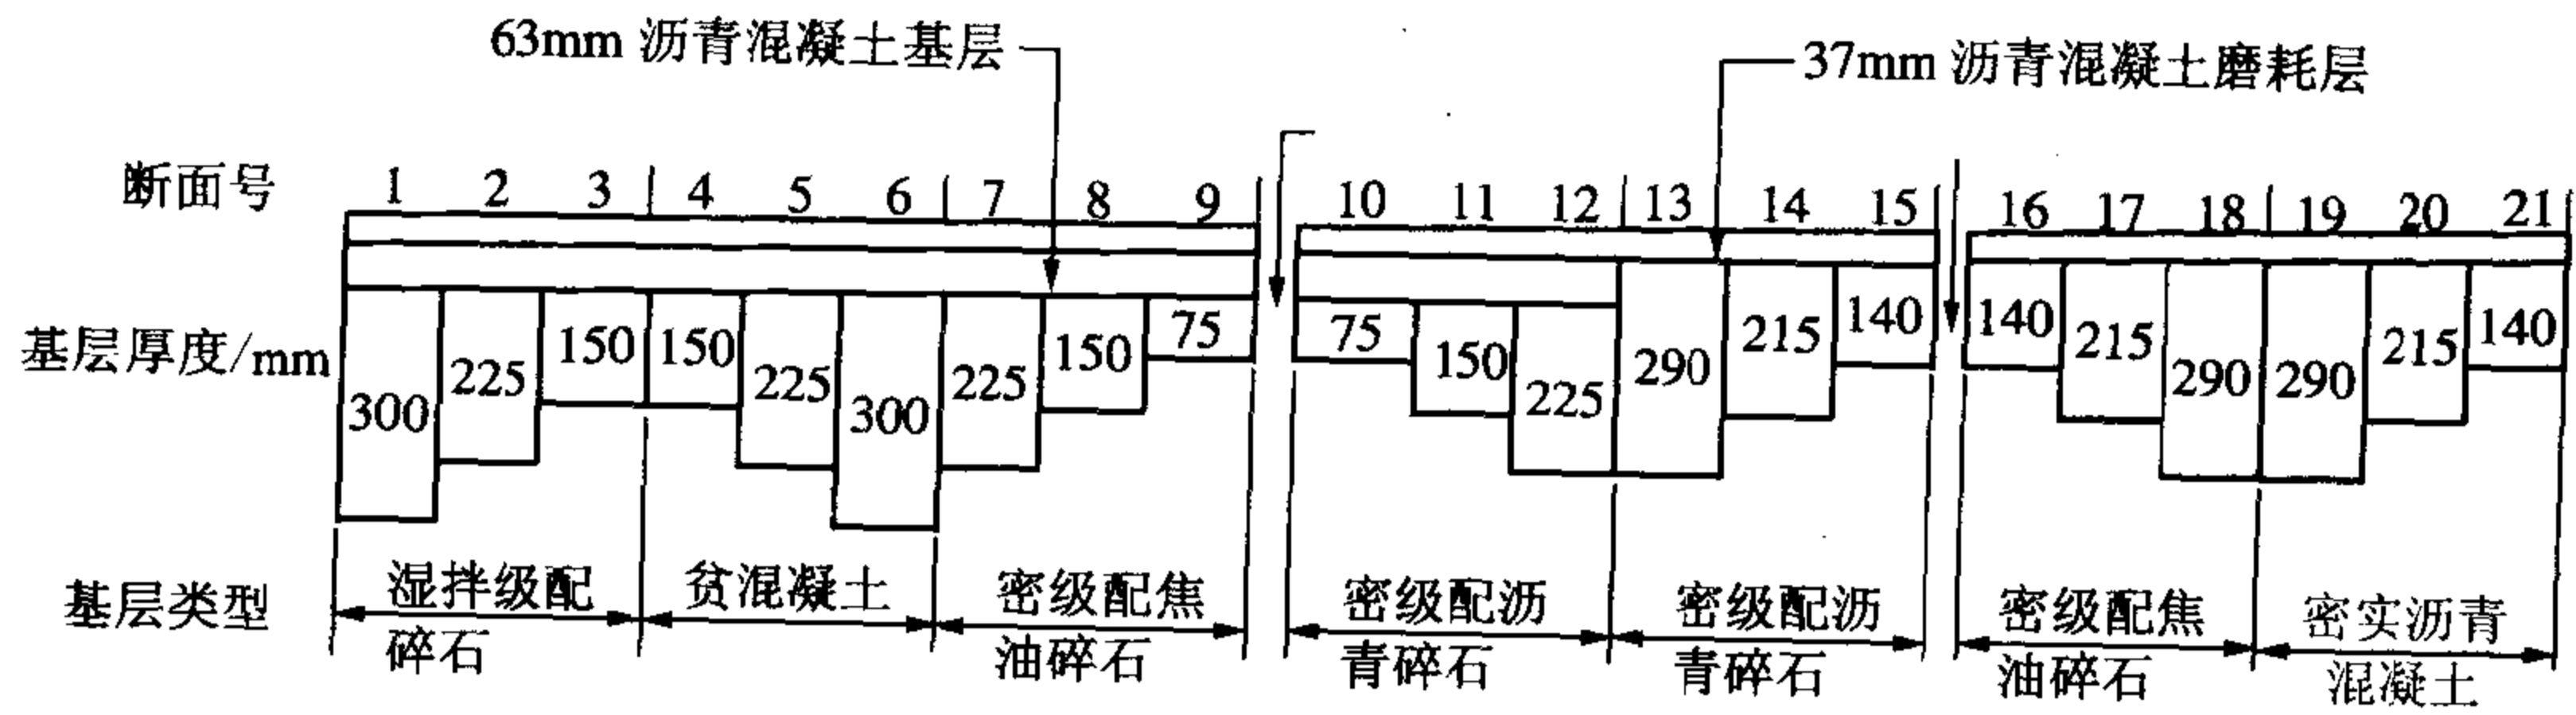 63mm 沥青混凝土基层
37mm 沥青混凝土磨耗层
断面号 1 2 3 4 5 6 7 8 9 10 11 12 13 14 15 16 17 18 19 20 21
基层厚度/mm 300 225 150 150 225 300 225 150 75 75 150 225 290 215 140 140 215 290 290 215 140
基层类型
湿拌级配
碎石
贫混凝土
密级配焦
油碎石
密级配沥
青碎石
密级配沥
青碎石
密级配焦
油碎石
密实沥青
混凝土